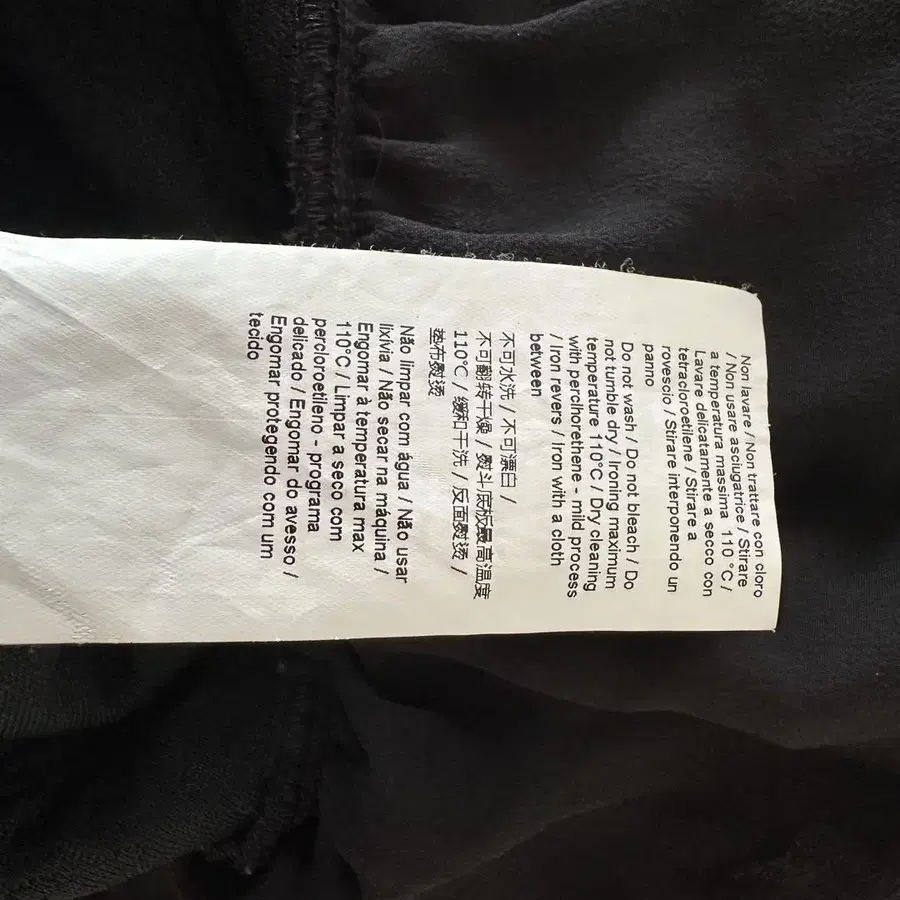 Non lavare / Non trattare con cloro
/ Non usare asciugatrice / Stirare
a temperatura massima 110 °C /
Lavare delicatamente a secco con
tetracloroetilene / Stirare a
rovescio / Stirare interponendo un
panno
Do not wash / Do not bleach / Do
not tumble dry / Ironing maximum
temperature 110°C / Dry cleaning
with perclhorethene - mild process
/ Iron revers / Iron with a cloth
between
不可水洗 / 不可漂白 /
不可翻转干燥 / 熨斗底板最高温度
110°C / 缓和干洗 / 反面熨烫 /
垫布熨烫
Não limpar com água / Não usar
lixívia / Não secar na máquina /
Engomar à temperatura max
110°C / Limpar a seco com
percloroetileno - programa
delicado / Engomar do avesso /
Engomar protegendo com um
tecido